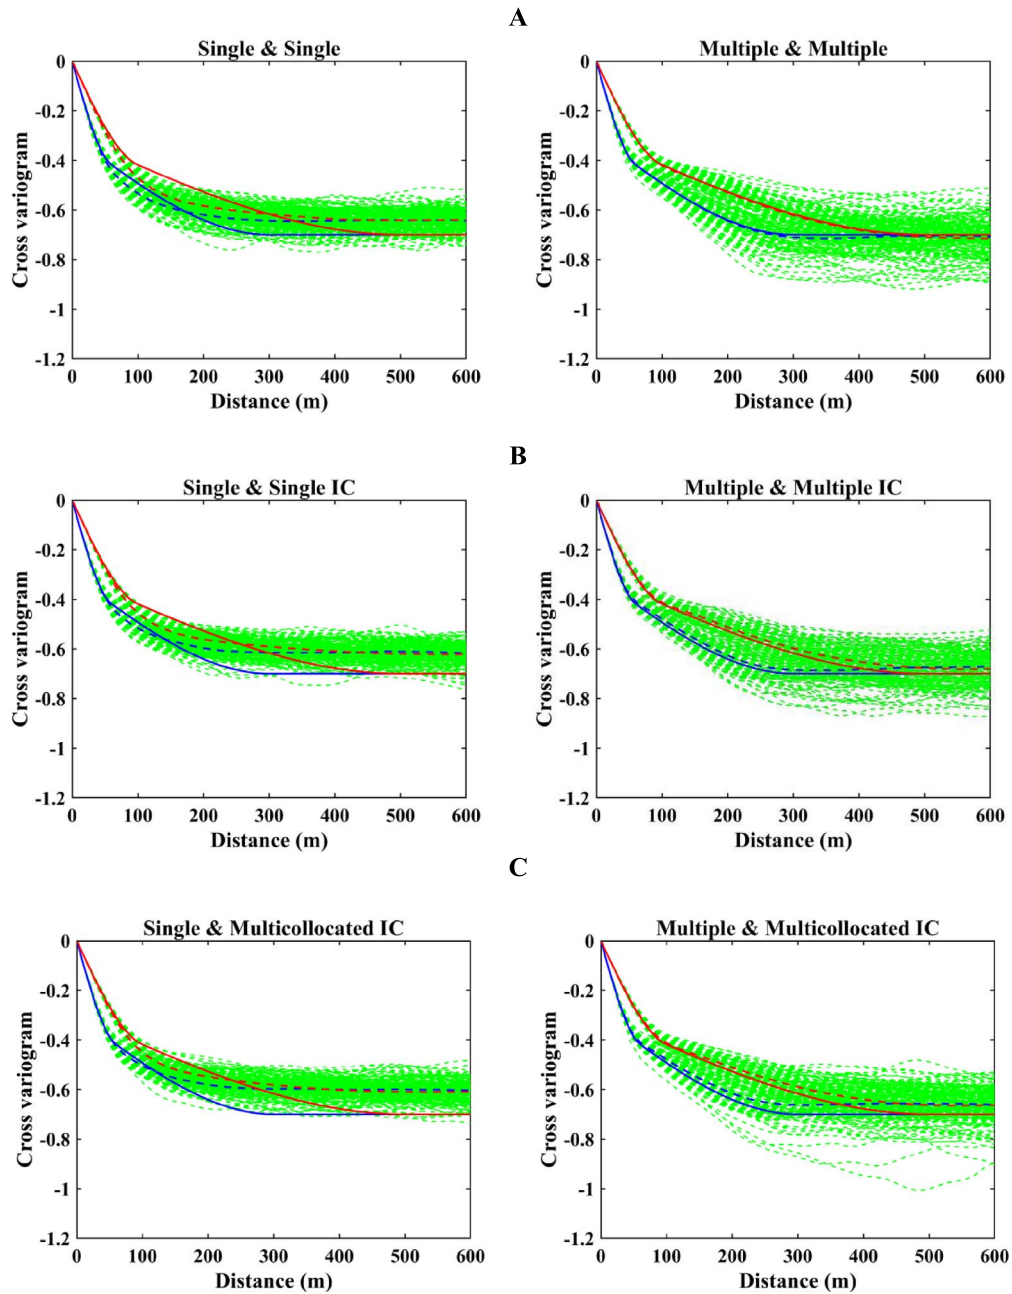 A
Single & Single
Multiple & Multiple
0
-0.2
-0.4
-0.6
-0.8
-1
-1.2
Cross variogram
0 100 200 300 400 500 600
Distance (m)
0
-0.2
-0.4
-0.6
-0.8
-1
-1.2
Cross variogram
0 100 200 300 400 500 600
Distance (m)
B
Single & Single IC
Multiple & Multiple IC
0
-0.2
-0.4
-0.6
-0.8
-1
-1.2
Cross variogram
0 100 200 300 400 500 600
Distance (m)
0
-0.2
-0.4
-0.6
-0.8
-1
-1.2
Cross variogram
0 100 200 300 400 500 600
Distance (m)
C
Single & Multicollocated IC
Multiple & Multicollocated IC
0
-0.2
-0.4
-0.6
-0.8
-1
-1.2
Cross variogram
0 100 200 300 400 500 600
Distance (m)
0
-0.2
-0.4
-0.6
-0.8
-1
-1.2
Cross variogram
0 100 200 300 400 500 600
Distance (m)